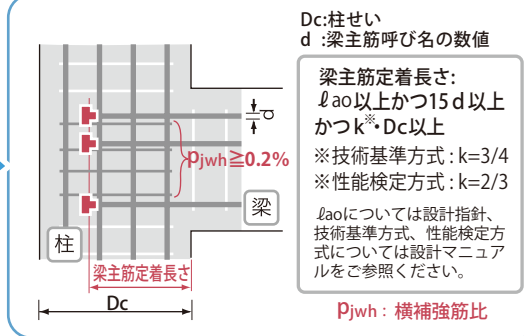 Dc:柱せい
d :梁主筋呼び名の数値
梁主筋定着長さ:
ℓao以上かつ15d以上
かつk※・Dc以上
※技術基準方式：k=3/4
※性能検定方式：k=2/3
ℓaoについては設計指針、
技術基準方式、性能検定方
式については設計マニュア
ルをご参照ください。
pjwh：横補強筋比
d
pjwh≧0.2%
梁
柱
梁主筋定着長さ
Dc